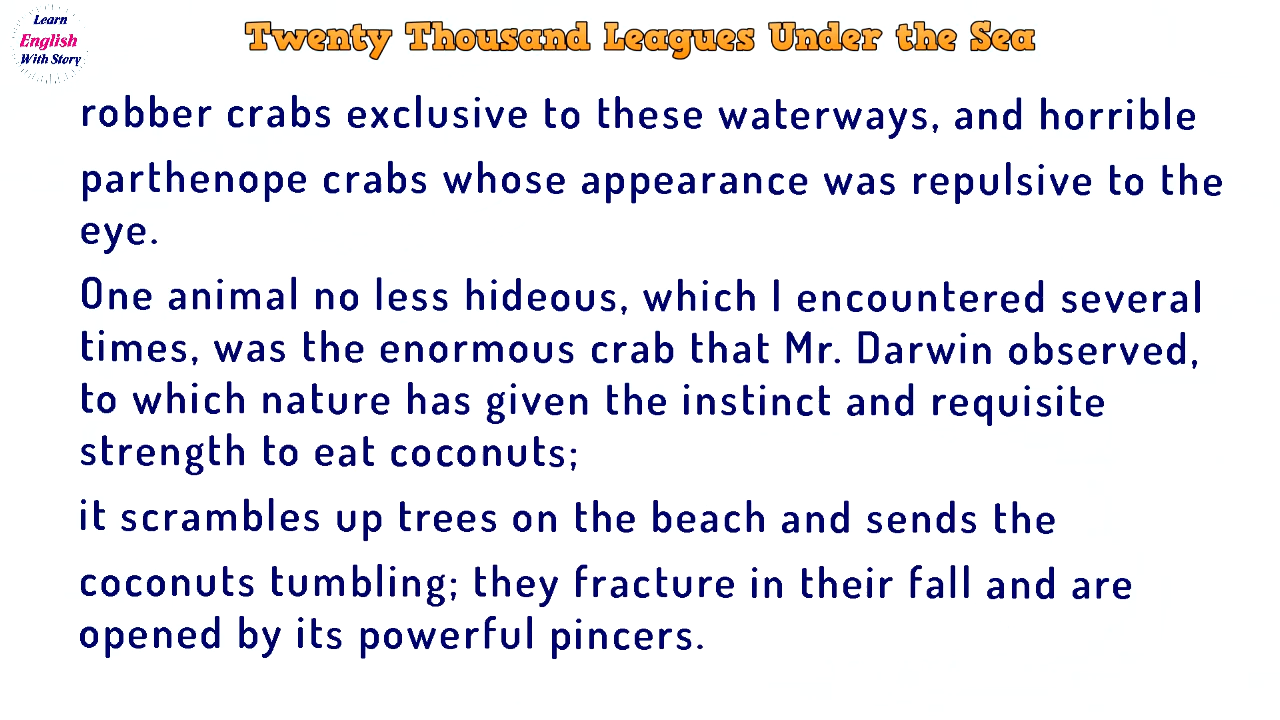 Learn
English
With Story
Twenty Thousand Leagues Under the Sea
robber crabs exclusive to these waterways, and horrible
parthenope crabs whose appearance was repulsive to the
eye.
One animal no less hideous, which I encountered several
times, was the enormous crab that Mr. Darwin observed,
to which nature has given the instinct and requisite
strength to eat coconuts;
it scrambles up trees on the beach and sends the
coconuts tumbling; they fracture in their fall and are
opened by its powerful pincers.